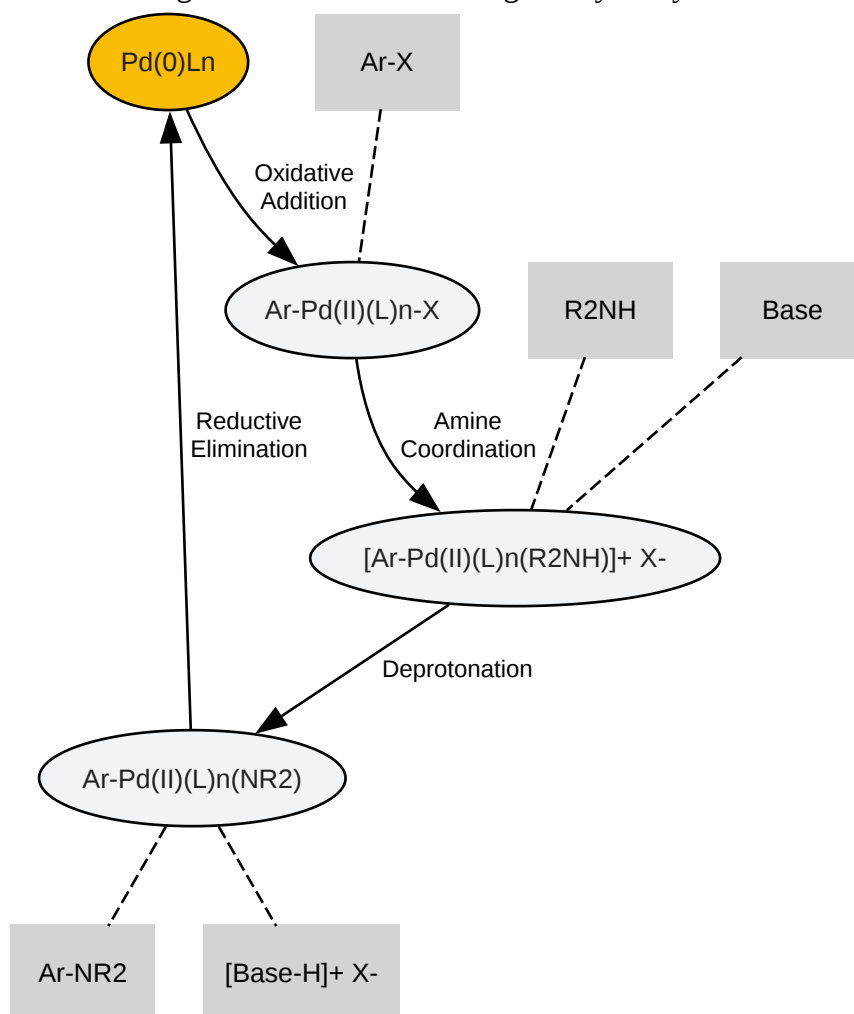 Pd(0)Ln
Ar-X
Oxidative
Addition
Ar-Pd(II)(L)n-X
R2NH
Base
Reductive
Elimination
Amine
Coordination
[Ar-Pd(II)(L)n(R2NH)]+ X-
Deprotonation
Ar-Pd(II)(L)n(NR2)
Ar-NR2
[Base-H]+ X-